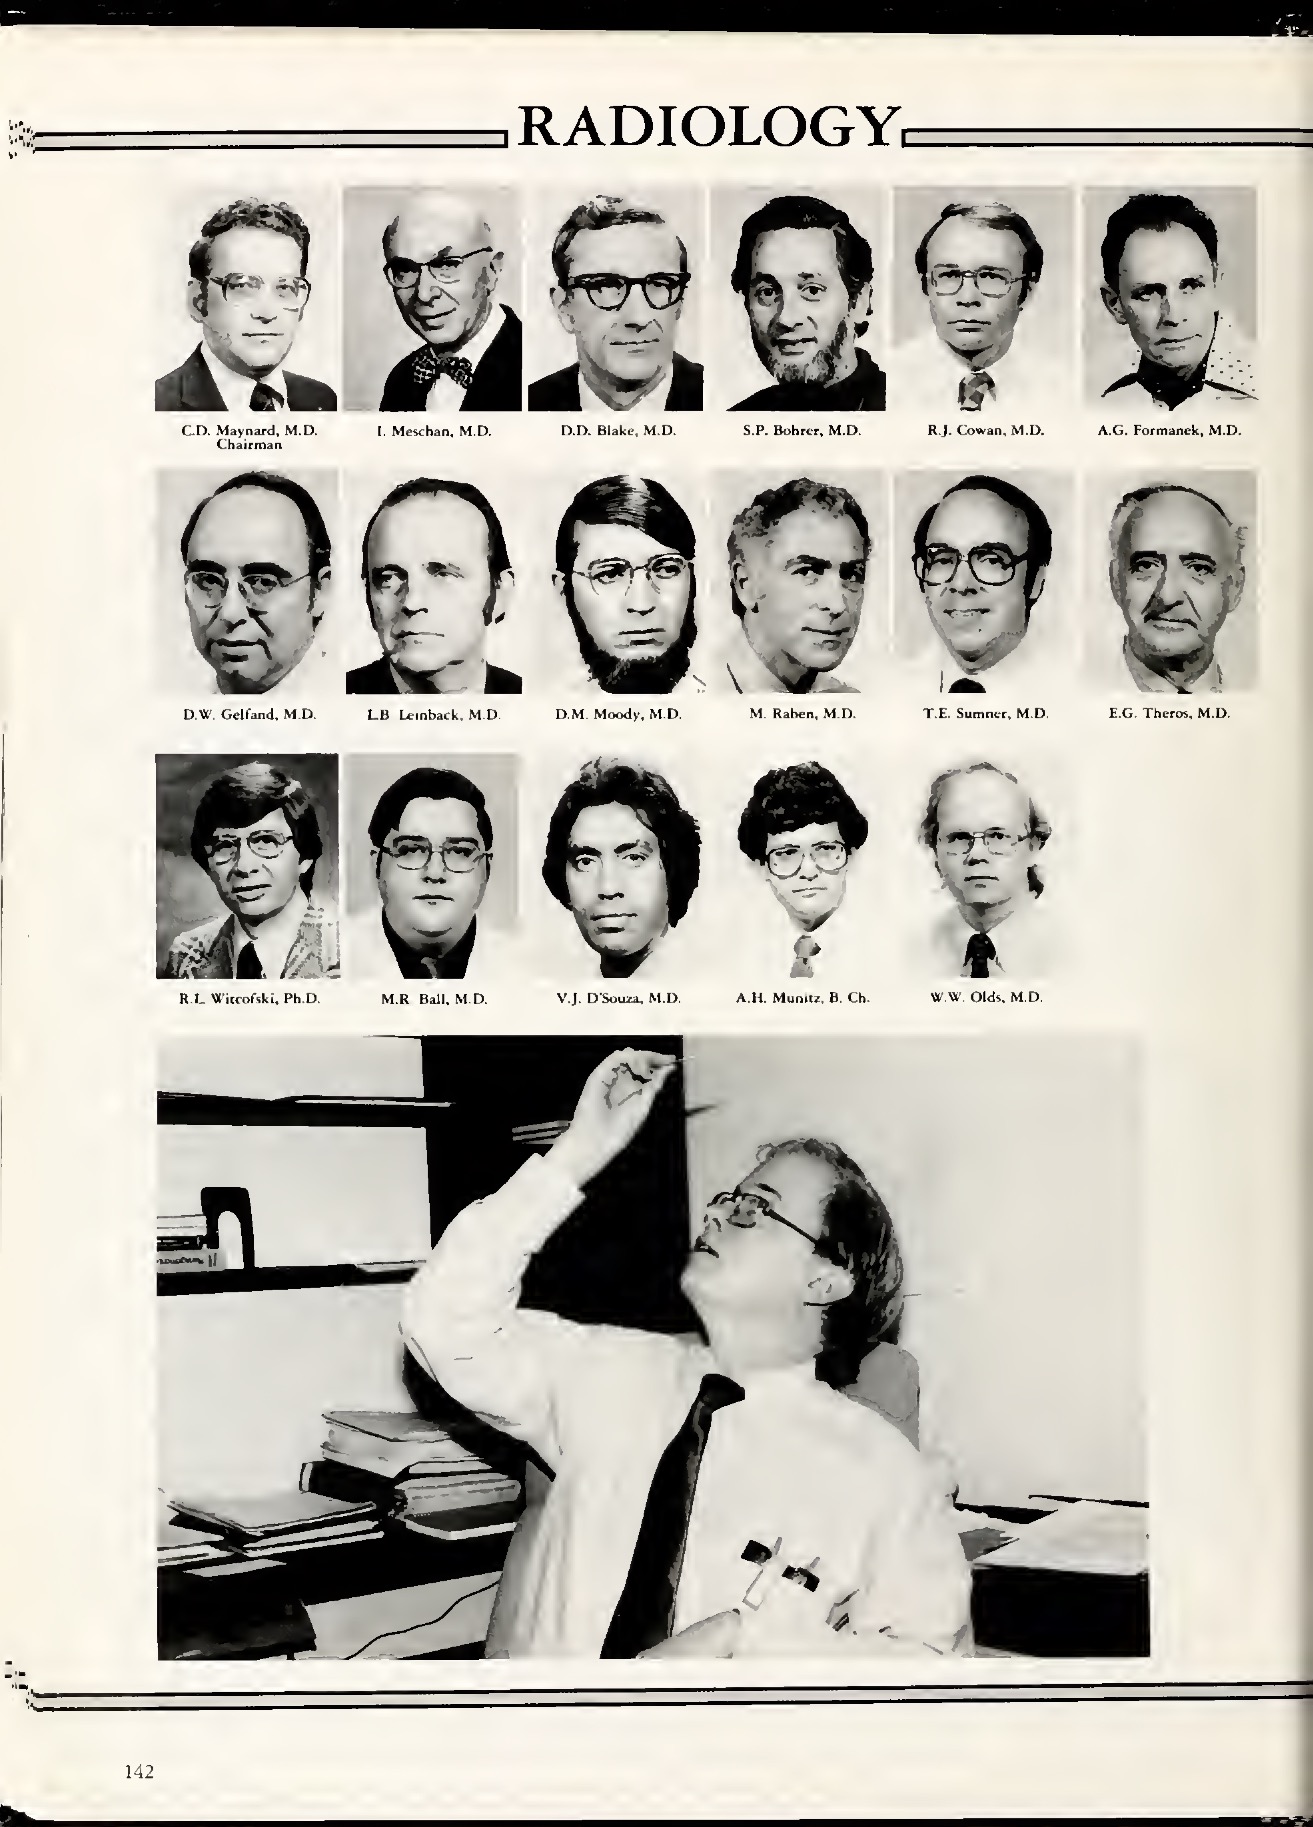 RADIOLOGY
C.D. Maynard, M.D.
Chairman
I. Meschan, M.D.
D.D. Blake, M.D.
S.P. Bohrer, M.D.
R.J. Cowan, M.D.
A.G. Formanek, M.D.
D.W. Gelfand, M.D.
L.B Leinback, M.D.
D.M. Moody, M.D.
M. Raben, M.D.
T.E. Sumner, M.D.
E.G. Theros, M.D.
R.L. Witcofski, Ph.D.
M.R Ball, M.D.
V.J. D'Souza, M.D.
A.H. Munitz, B. Ch.
W.W. Olds, M.D.
142